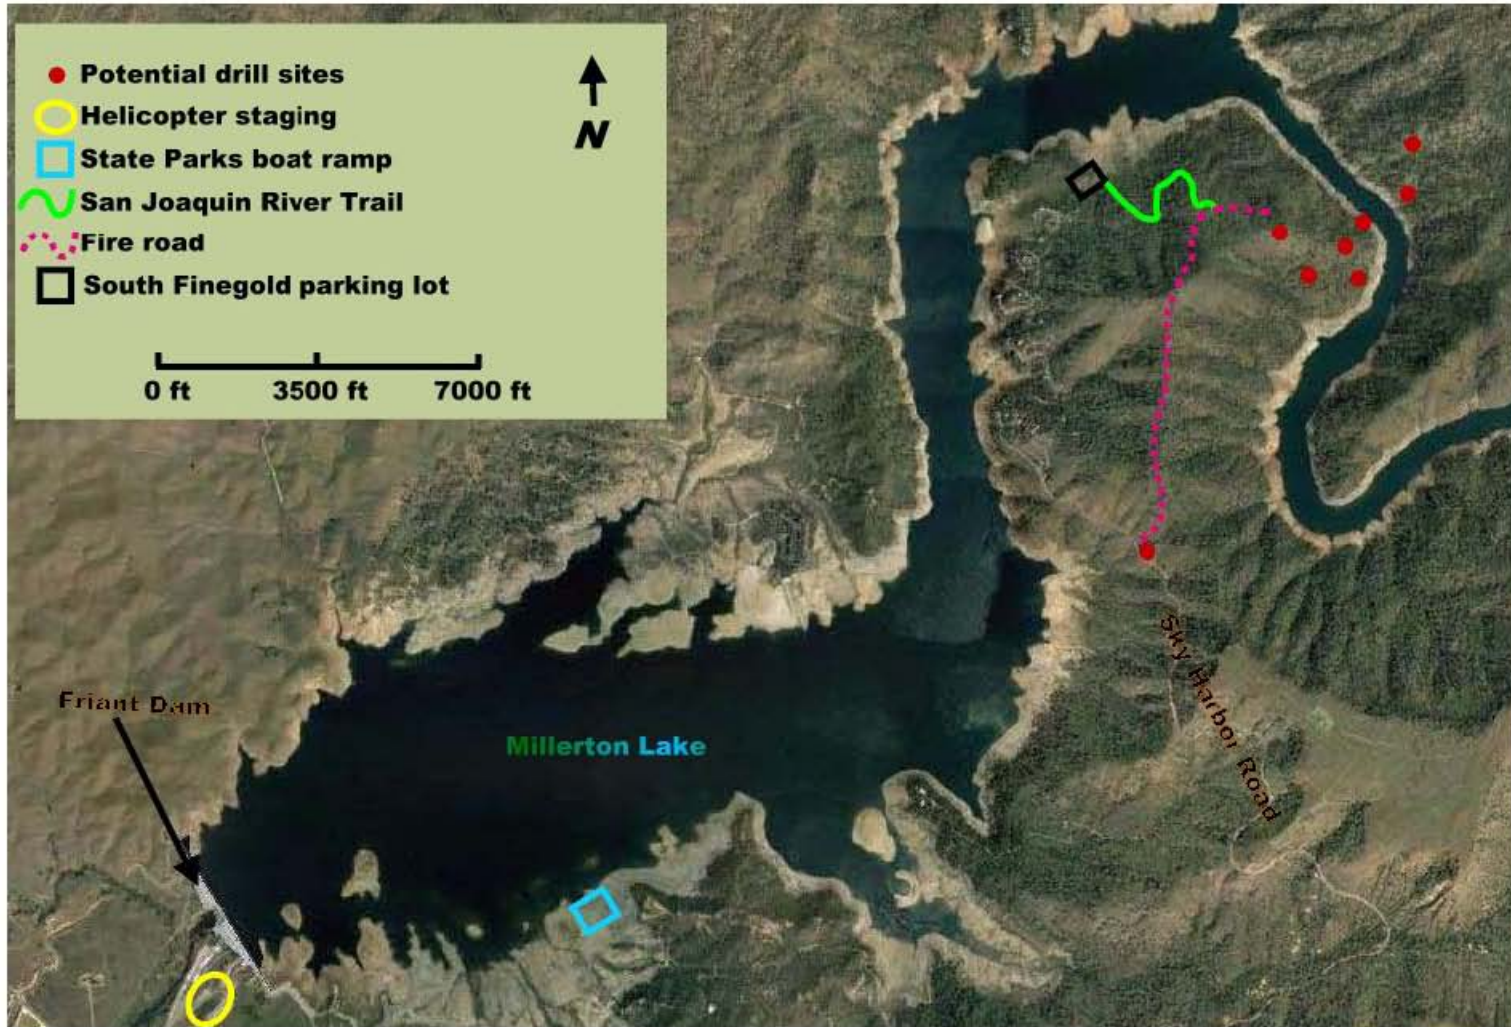 Potential drill sites
Helicopter staging
State Parks boat ramp
San Joaquin River Trail
Fire road
South Finegold parking lot
N
0 ft 3500 ft 7000 ft
Sky Harbor Road
Friant Dam
Millerton Lake